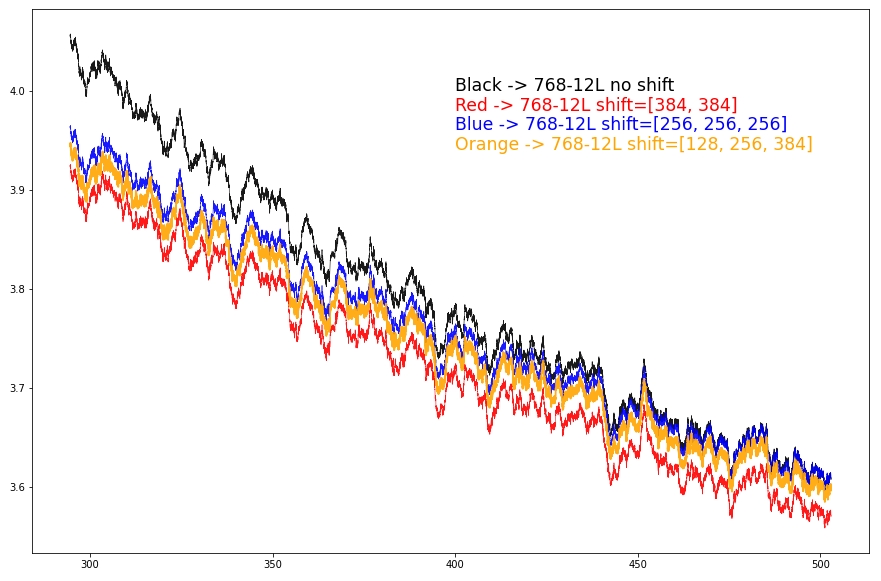 4.0
3.9
3.8
3.7
3.6
Black -> 768-12L no shift
Red -> 768-12L shift=[384, 384]
Blue -> 768-12L shift=[256, 256, 256]
Orange -> 768-12L shift=[128, 256, 384]
300 350 400 450 500